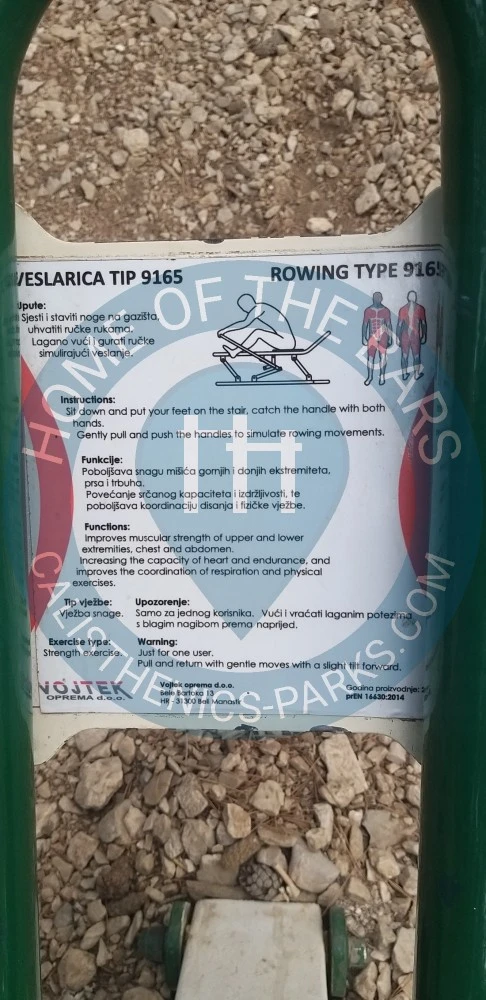 VESLARICA TIP 9165
ROWING TYPE 9165
Upute:
Sjesti i staviti noge na gazišta,
uhvatiti ručke rukama.
Lagano vući i gurati ručke
simulirajući veslanje.
Instructions:
Sit down and put your feet on the stair, catch the handle with both
hands.
Gently pull and push the handles to simulate rowing movements.
Funkcije:
Poboljšava snagu mišića gornjih i donjih ekstremiteta,
prsa i trbuha.
Povećanje srčanog kapaciteta i izdržljivosti, te
poboljšava koordinaciju disanja i fizičke vježbe.
Functions:
Improves muscular strength of upper and lower
extremities, chest and abdomen.
Increasing the capacity of heart and endurance, and
improves the coordination of respiration and physical
exercises.
Tip vježbe:
Vježba snage.
Upozorenje:
Samo za jednog korisnika. Vući i vraćati laganim potezima
s blagim nagibom prema naprijed.
Exercise type:
Strength exercise.
Warning:
Just for one user.
Pull and return with gentle moves with a slight tilt forward.
VOJTEK
OPREMA d.o.o.
Vojtek oprema d.o.o.
Bele Bartoka 13
HR - 31300 Beli Manastir
Godina proizvodnje:
prEN 16630:2014
HOME OF THE BARS
CALISTHENICS-PARKS.COM